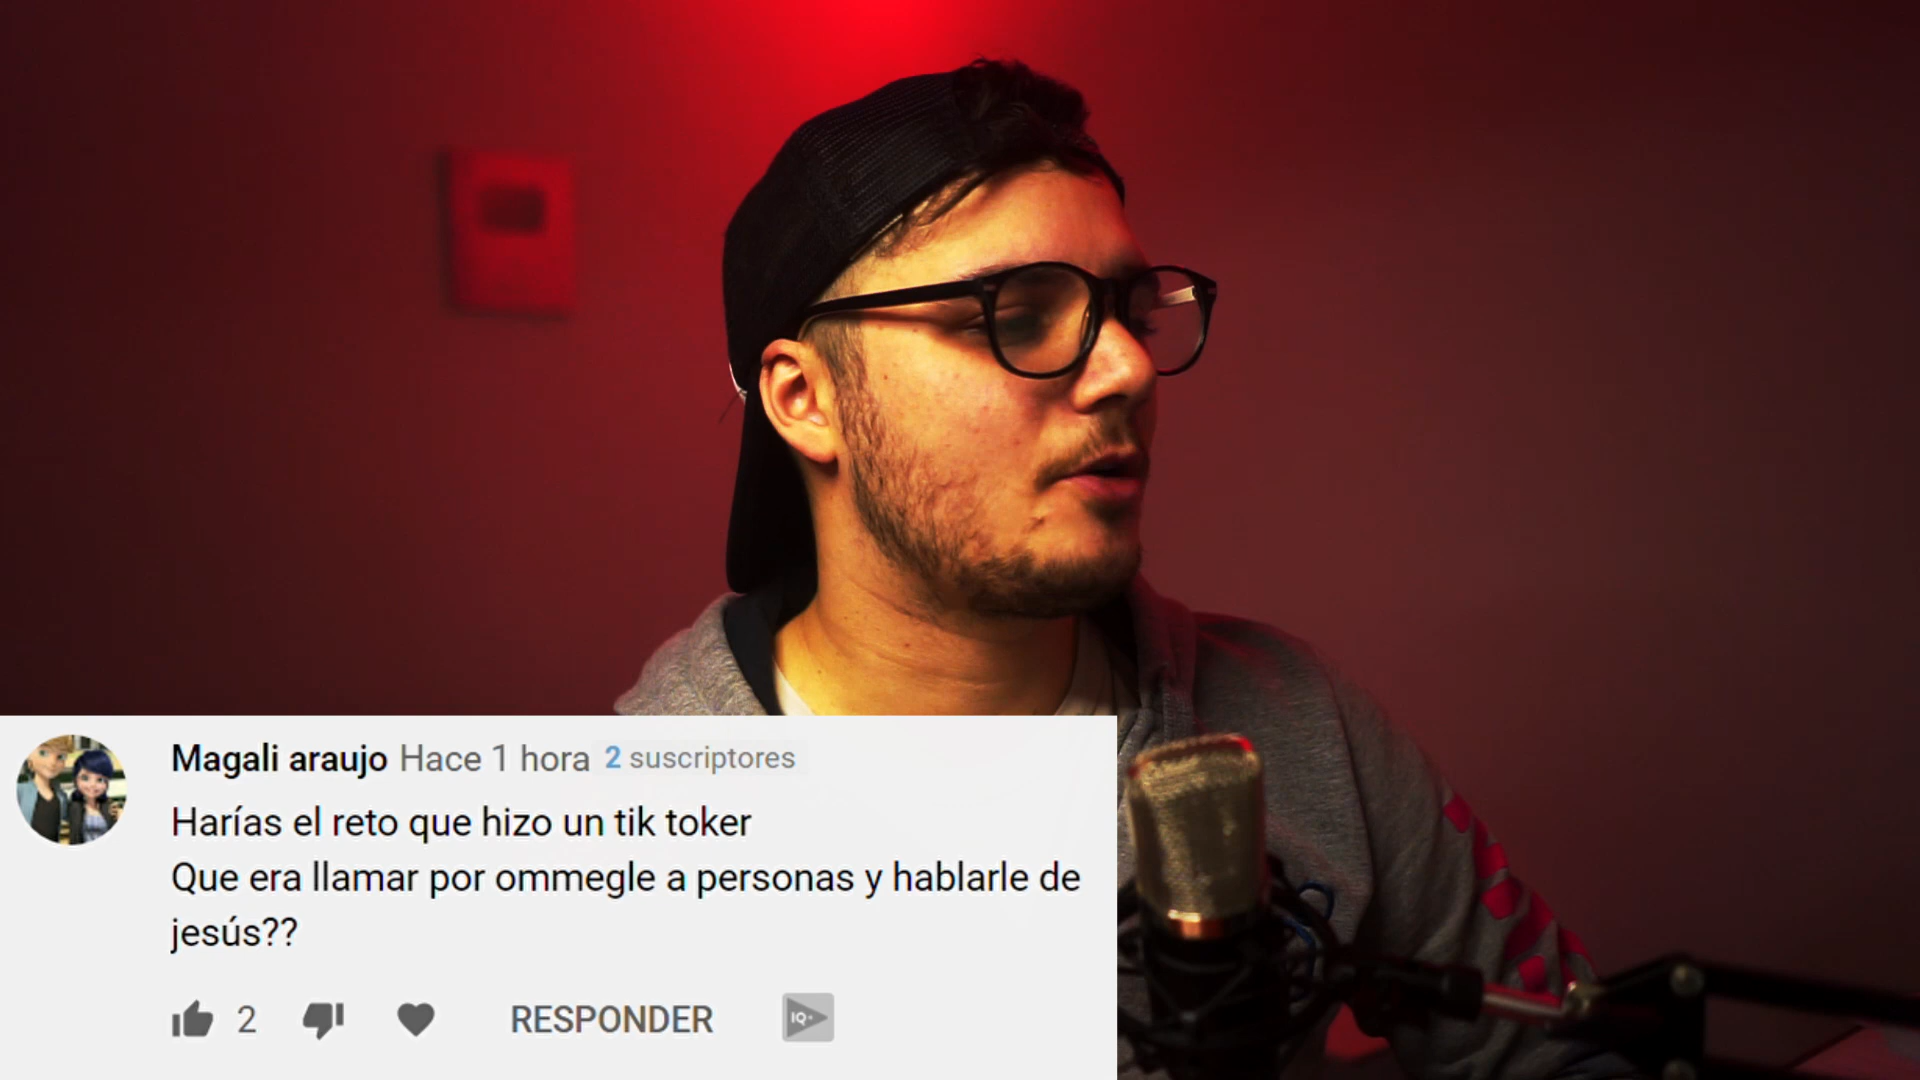 Magali araujo Hace 1 hora 2 suscriptores
Harías el reto que hizo un tik toker
Que era llamar por ommegle a personas y hablarle de
jesús??
2 RESPONDER IQ+